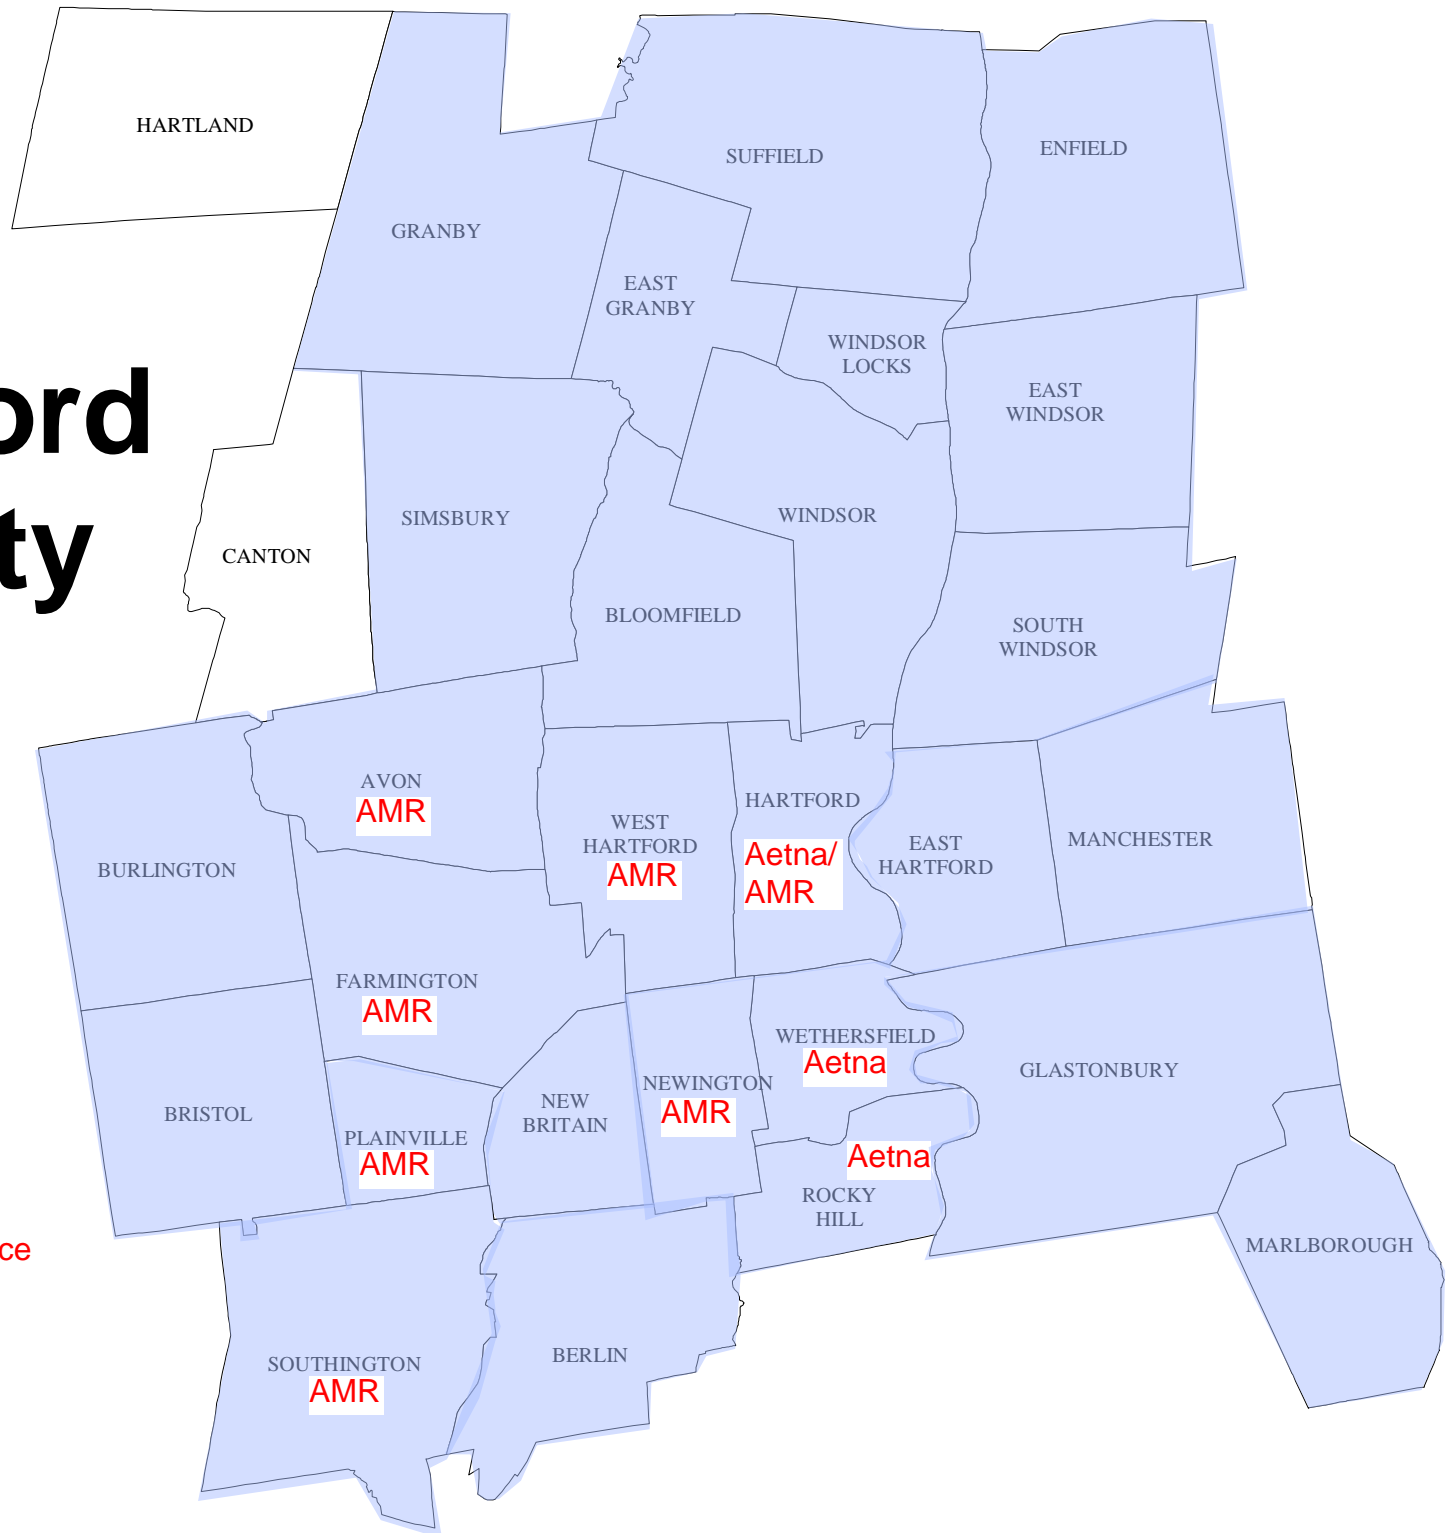 HARTLAND
SUFFIELD
ENFIELD
GRANBY
EAST
GRANBY
WINDSOR
LOCKS
EAST
WINDSOR
ord
ty
SIMSBURY
WINDSOR
CANTON
BLOOMFIELD
SOUTH
WINDSOR
AVON
AMR
WEST
HARTFORD
AMR
HARTFORD
Aetna/
AMR
EAST
HARTFORD
MANCHESTER
BURLINGTON
FARMINGTON
AMR
WETHERSFIELD
Aetna
GLASTONBURY
NEWINGTON
AMR
NEW
BRITAIN
BRISTOL
PLAINVILLE
AMR
Aetna
ROCKY
HILL
MARLBOROUGH
ce
BERLIN
SOUTHINGTON
AMR